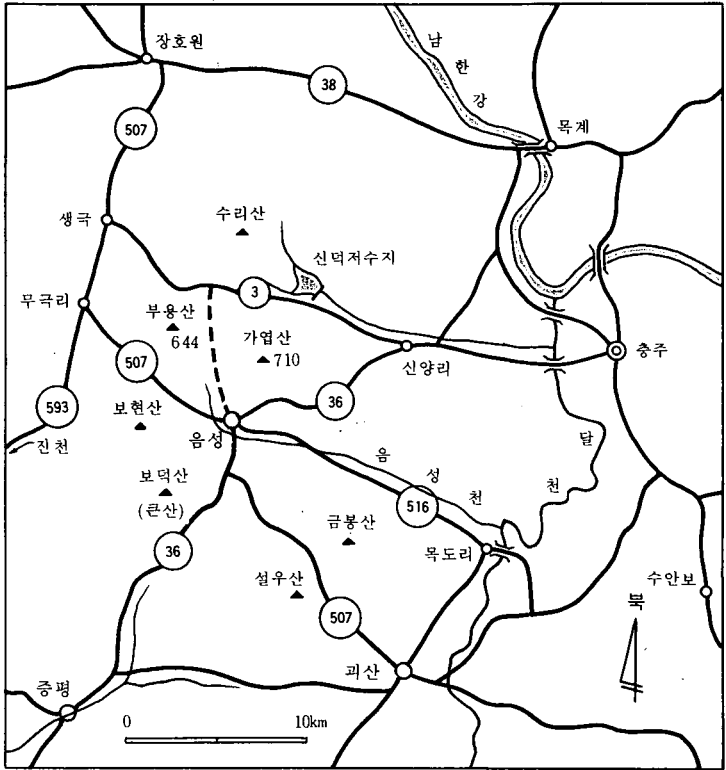 장호원
남한강
38
507
목계
생극
수리산
신덕저수지
3
무극리
부용산
644
가엽산
710
507
신양리
충주
593
진천
보현산
36
음성
음성천
달천
보덕산
(큰산)
516
금봉산
목도리
36
설우산
507
수안보
북
괴산
증평
0 10km